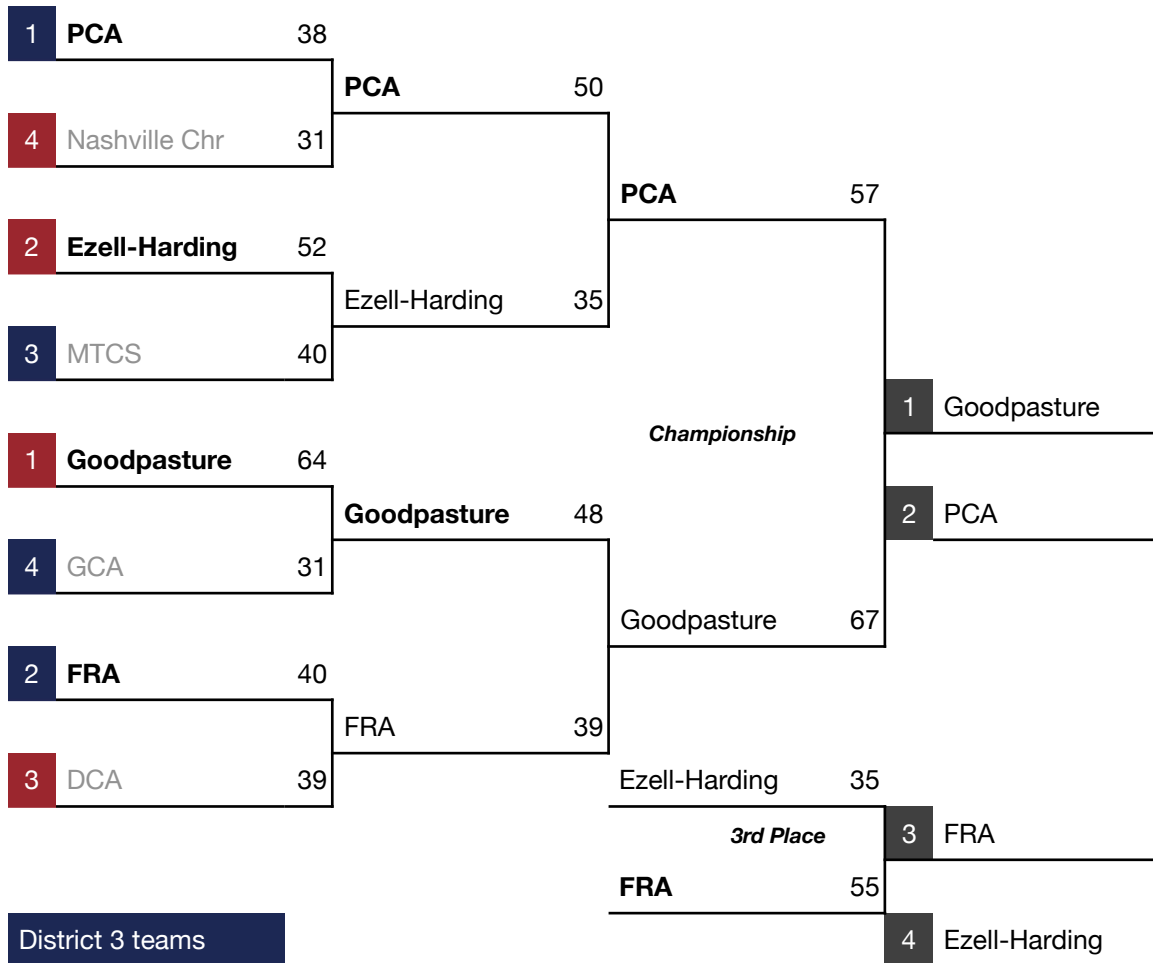 1 PCA 38
PCA 50
4 Nashville Chr 31
PCA 57
2 Ezell-Harding 52
Ezell-Harding 35
3 MTCS 40
1 Goodpasture
Championship
1 Goodpasture 64
Goodpasture 48
2 PCA
4 GCA 31
Goodpasture 67
2 FRA 40
FRA 39
3 DCA 39
Ezell-Harding 35
3rd Place
3 FRA
FRA 55
District 3 teams
4 Ezell-Harding